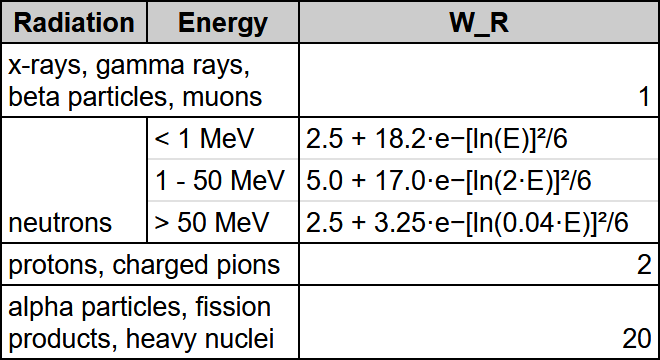 Radiation Energy W_R
x-rays, gamma rays,
beta particles, muons 1
neutrons < 1 MeV 2.5 + 18.2·e−[ln(E)]²/6
1 - 50 MeV 5.0 + 17.0·e−[ln(2·E)]²/6
> 50 MeV 2.5 + 3.25·e−[ln(0.04·E)]²/6
protons, charged pions 2
alpha particles, fission
products, heavy nuclei 20